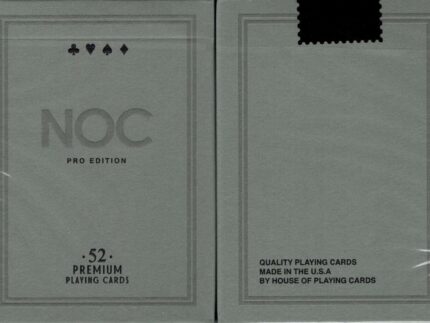 NOC
PRO EDITION
·52·
PREMIUM
PLAYING CARDS
QUALITY PLAYING CARDS
MADE IN THE U.S.A
BY HOUSE OF PLAYING CARDS